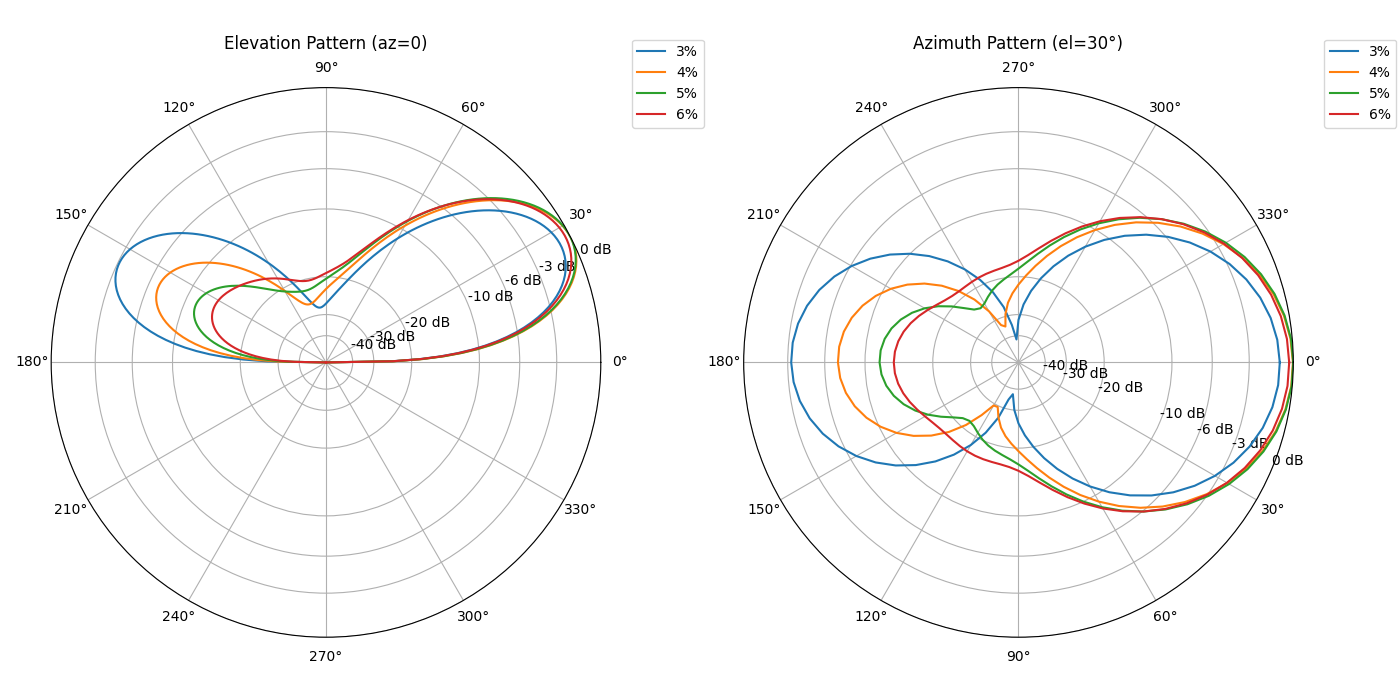 Elevation Pattern (az=0)
90°
120°
60°
150°
30°
180°
0°
210°
330°
240°
300°
270°
0 dB
-3 dB
-6 dB
-10 dB
-20 dB
-30 dB
-40 dB
3%
4%
5%
6%
Azimuth Pattern (el=30°)
270°
240°
300°
210°
330°
180°
0°
150°
30°
120°
60°
90°
-40 dB
-30 dB
-20 dB
-10 dB
-6 dB
-3 dB
0 dB
3%
4%
5%
6%